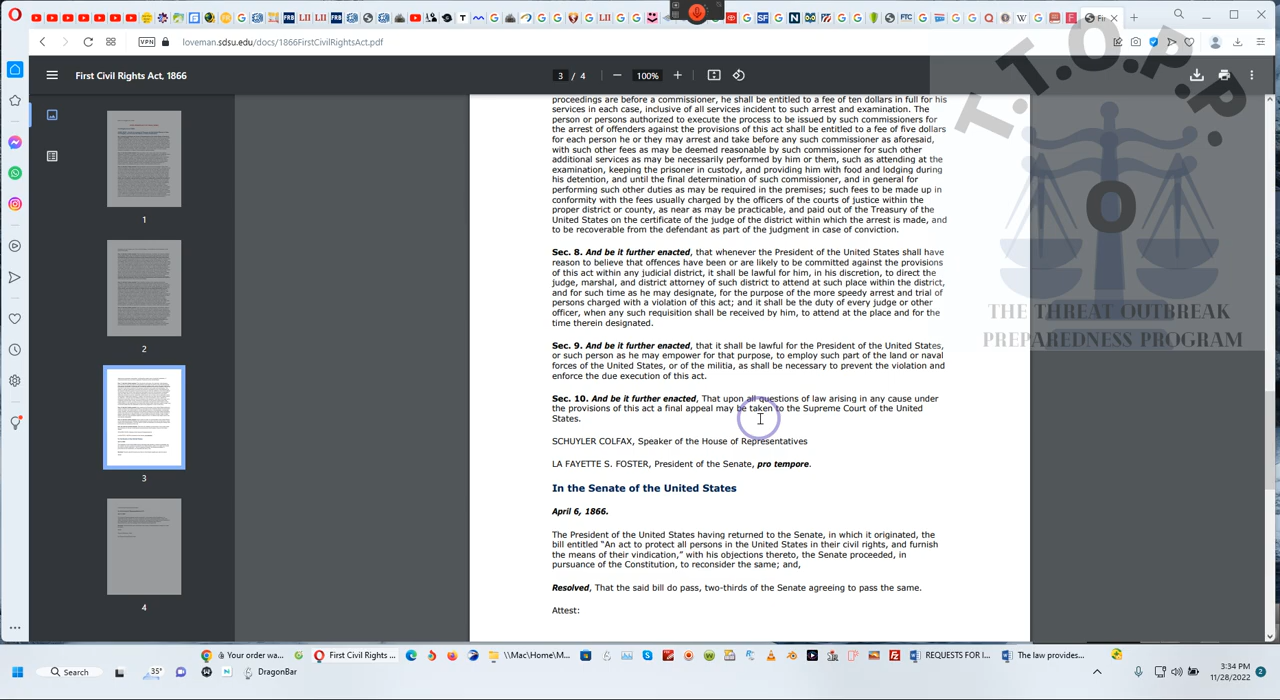 VPN loveman.sdsu.edu/docs/1866FirstCivilRightsAct.pdf
First Civil Rights Act, 1866
3 / 4
100%
T.T.O.P.P.
proceedings are before a commissioner, he shall be entitled to a fee of ten dollars in full for his
services in each case, inclusive of all services incident to such arrest and examination. The
person or persons authorized to execute the process to be issued by such commissioners for
the arrest of offenders against the provisions of this act shall be entitled to a fee of five dollars
for each person he or they may arrest and take before any such commissioner as aforesaid,
with such other fees as may be deemed reasonable by such commissioner for such other
additional services as may be necessarily performed by him or them, such as attending at the
examination, keeping the prisoner in custody, and providing him with food and lodging during
his detention, and until the final determination of such commissioner, and in general for
performing such other duties as may be required in the premises; such fees to be made up in
conformity with the fees usually charged by the officers of the courts of justice within the
proper district or county, as near as may be practicable, and paid out of the Treasury of the
United States on the certificate of the judge of the district within which the arrest is made, and
to be recoverable from the defendant as part of the judgment in case of conviction.
Sec. 8. And be it further enacted, that whenever the President of the United States shall have
reason to believe that offences have been or are likely to be committed against the provisions
of this act within any judicial district, it shall be lawful for him, in his discretion, to direct the
judge, marshal, and district attorney of such district to attend at such place within the district,
and for such time as he may designate, for the purpose of the more speedy arrest and trial of
persons charged with a violation of this act; and it shall be the duty of every judge or other
officer, when any such requisition shall be received by him, to attend at the place and for the
time therein designated.
THE THREAT OUTBREAK
PREPAREDNESS PROGRAM
Sec. 9. And be it further enacted, that it shall be lawful for the President of the United States,
or such person as he may empower for that purpose, to employ such part of the land or naval
forces of the United States, or of the militia, as shall be necessary to prevent the violation and
enforce the due execution of this act.
Sec. 10. And be it further enacted, That upon all questions of law arising in any cause under
the provisions of this act a final appeal may be taken to the Supreme Court of the United
States.
SCHUYLER COLFAX, Speaker of the House of Representatives
LA FAYETTE S. FOSTER, President of the Senate, pro tempore.
In the Senate of the United States
April 6, 1866.
The President of the United States having returned to the Senate, in which it originated, the
bill entitled "An act to protect all persons in the United States in their civil rights, and furnish
the means of their vindication," with his objections thereto, the Senate proceeded, in
pursuance of the Constitution, to reconsider the same; and,
Resolved, That the said bill do pass, two-thirds of the Senate agreeing to pass the same.
Attest:
1
2
3
4
Your order wa...
First Civil Rights ...
\\Mac\Home\M...
REQUESTS FOR I...
The law provides...
Search
35°
DragonBar
3:34 PM
11/28/2022
2